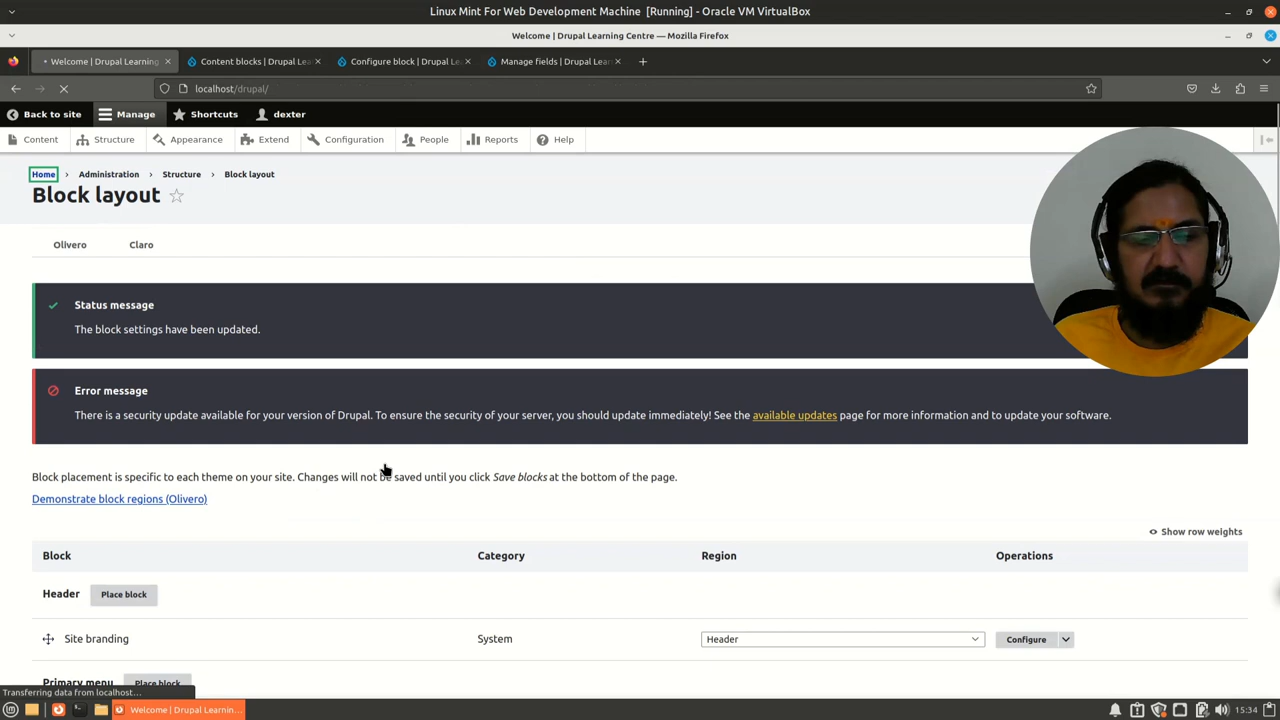 Linux Mint For Web Development Machine [Running] - Oracle VM VirtualBox
Welcome | Drupal Learning Centre — Mozilla Firefox
Welcome | Drupal Learning
Content blocks | Drupal Le
Configure block | Drupal L
Manage fields | Drupal Lea
localhost/drupal/
Back to site
Manage
Shortcuts
dexter
Content
Structure
Appearance
Extend
Configuration
People
Reports
Help
Home › Administration › Structure › Block layout
Block layout
Olivero
Claro
Status message
The block settings have been updated.
Error message
There is a security update available for your version of Drupal. To ensure the security of your server, you should update immediately! See the available updates page for more information and to update your software.
Block placement is specific to each theme on your site. Changes will not be saved until you click Save blocks at the bottom of the page.
Demonstrate block regions (Olivero)
Show row weights
Block Category Region Operations
Header Place block
Site branding System Header Configure
Primary menu Place block
Transferring data from localhost...
Welcome | Drupal Learnin...
15:34